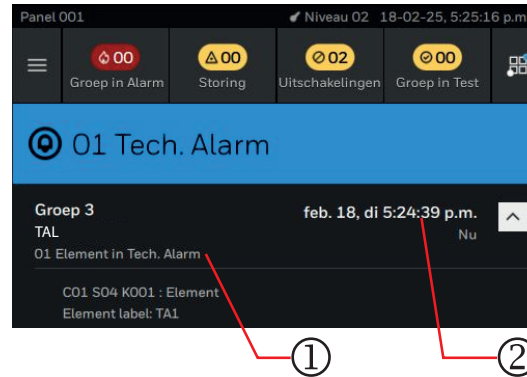 Panel 001 Niveau 02 18-02-25, 5:25:16 p.m
00 00 02 00
Groep in Alarm Storing Uitschakelingen Groep in Test
01 Tech. Alarm
Groep 3 feb. 18, di 5:24:39 p.m.
TAL Nu
01 Element in Tech. Alarm
C01 S04 K001 : Element
Element label: TA1
① ②